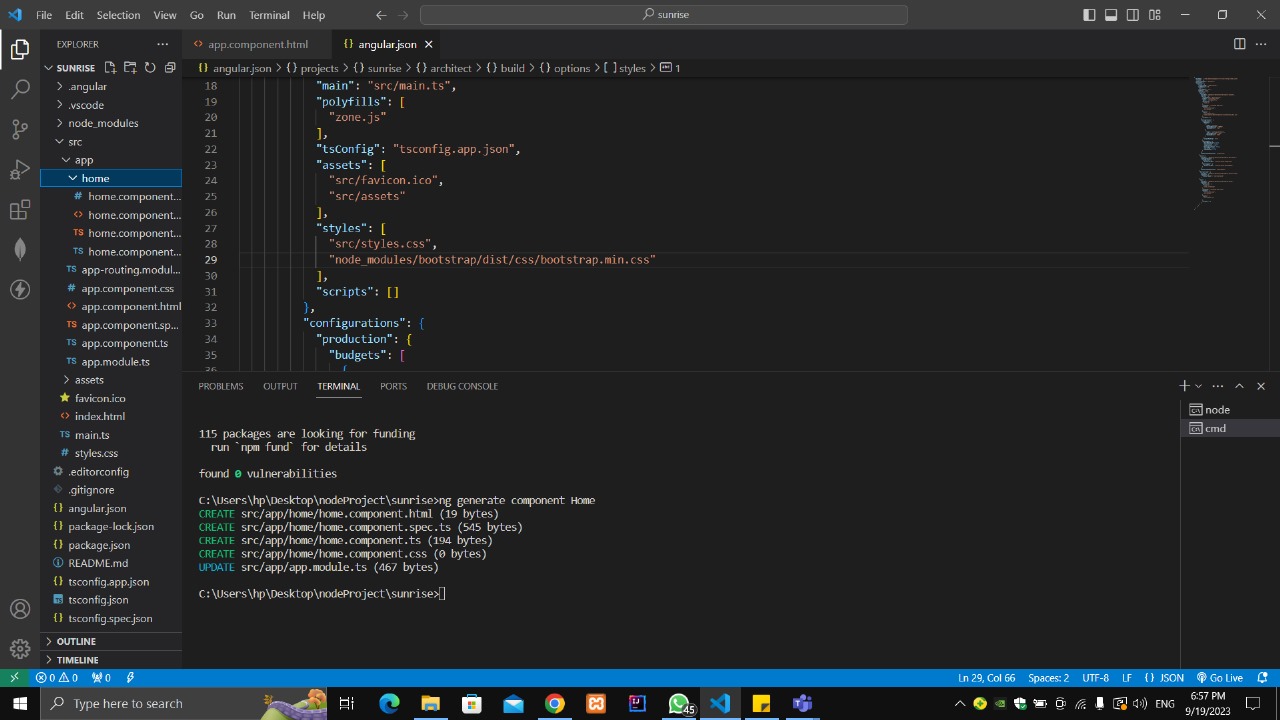 File Edit Selection View Go Run Terminal Help
sunrise
EXPLORER
SUNRISE
.angular
.vscode
node_modules
src
app
home
home.component...
home.component...
home.component...
home.component...
app-routing.modul...
app.component.css
app.component.html
app.component.sp...
app.component.ts
app.module.ts
assets
favicon.ico
index.html
main.ts
styles.css
.editorconfig
.gitignore
angular.json
package-lock.json
package.json
README.md
tsconfig.app.json
tsconfig.json
tsconfig.spec.json
OUTLINE
TIMELINE
app.component.html
angular.json
angular.json > {} projects > {} sunrise > {} architect > {} build > {} options > [ ] styles > 1
18 "main": "src/main.ts",
19 "polyfills": [
20 "zone.js"
21 ],
22 "tsConfig": "tsconfig.app.json",
23 "assets": [
24 "src/favicon.ico",
25 "src/assets"
26 ],
27 "styles": [
28 "src/styles.css",
29 "node_modules/bootstrap/dist/css/bootstrap.min.css"
30 ],
31 "scripts": []
32 },
33 "configurations": {
34 "production": {
35 "budgets": [
36 {
PROBLEMS OUTPUT TERMINAL PORTS DEBUG CONSOLE
node
cmd
115 packages are looking for funding
run `npm fund` for details
found 0 vulnerabilities
C:\Users\hp\Desktop\nodeProject\sunrise>ng generate component Home
CREATE src/app/home/home.component.html (19 bytes)
CREATE src/app/home/home.component.spec.ts (545 bytes)
CREATE src/app/home/home.component.ts (194 bytes)
CREATE src/app/home/home.component.css (0 bytes)
UPDATE src/app/app.module.ts (467 bytes)
C:\Users\hp\Desktop\nodeProject\sunrise>
0 0 0 Ln 29, Col 66 Spaces: 2 UTF-8 LF {} JSON Go Live
Type here to search
45
6:57 PM
9/19/2023